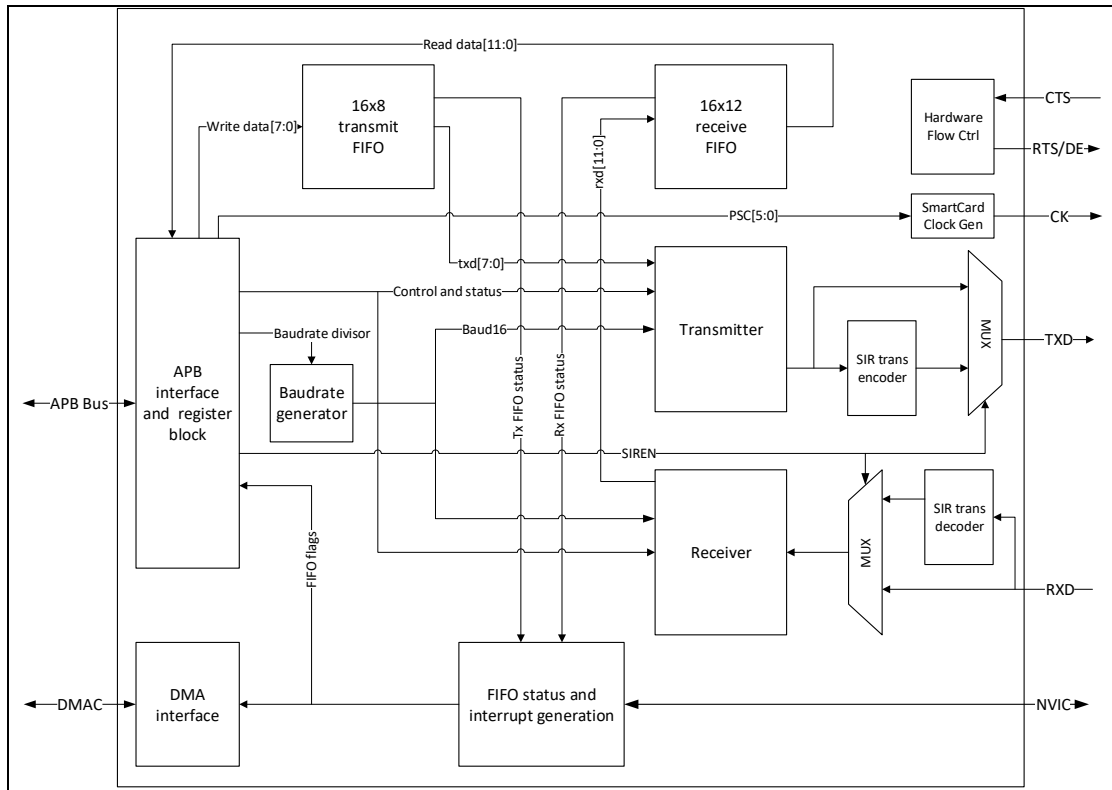 Read data[11:0]
16x8
transmit
FIFO
16x12
receive
FIFO
Write data[7:0]
rxd[11:0]
Hardware
Flow Ctrl
CTS
RTS/DE
PSC[5:0]
SmartCard
Clock Gen
CK
txd[7:0]
Control and status
Baudrate divisor
Baud16
Transmitter
SIR trans
encoder
MUX
TXD
APB Bus
APB
interface
and register
block
Baudrate
generator
Tx FIFO status
Rx FIFO status
SIREN
Receiver
MUX
SIR trans
decoder
RXD
FIFO flags
DMAC
DMA
interface
FIFO status and
interrupt generation
NVIC